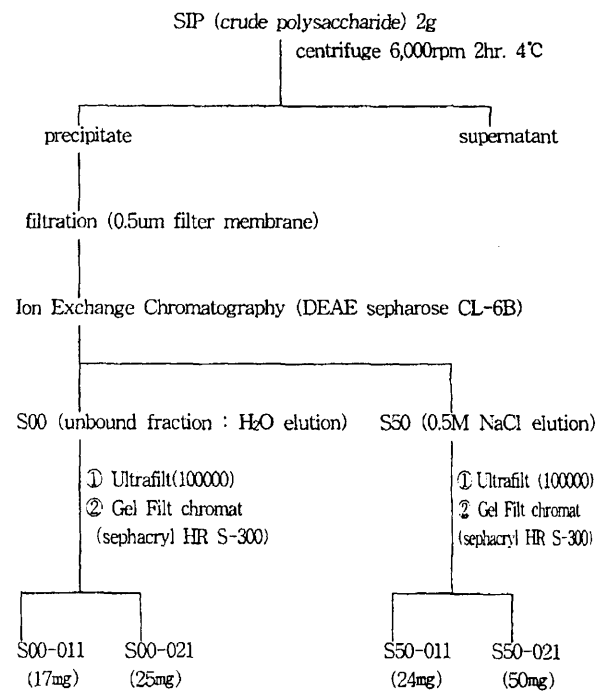 SIP (crude polysaccharide) 2g
centrifuge 6,000rpm 2hr. 4℃
precipitate supernatant
filtration (0.5um filter membrane)
Ion Exchange Chromatography (DEAE sepharose CL-6B)
S00 (unbound fraction : H₂O elution) S50 (0.5M NaCl elution)
① Ultrafilt(100000) ① Ultrafilt (100000)
② Gel Filt chromat ② Gel Filt chromat
(sephacryl HR S-300) (sephacryl HR S-300)
S00-011 S00-021 S50-011 S50-021
(17mg) (25mg) (24mg) (50mg)